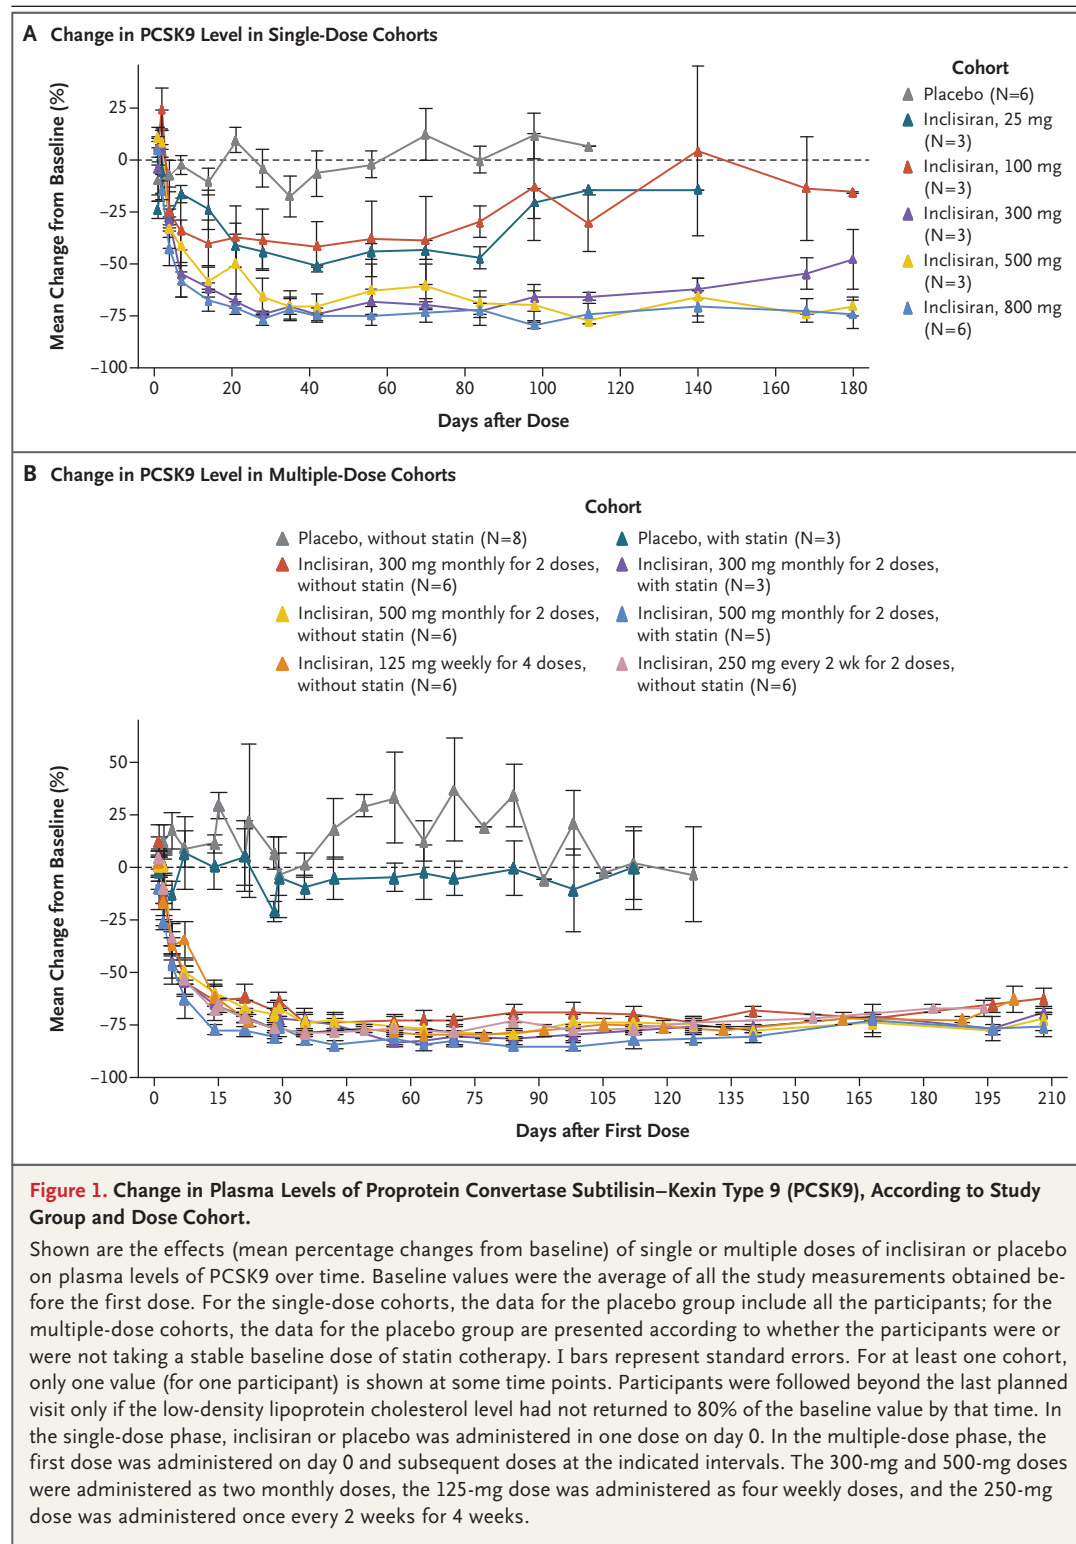 A Change in PCSK9 Level in Single-Dose Cohorts
Mean Change from Baseline (%)
25
0
−25
−50
−75
−100
0 20 40 60 80 100 120 140 160 180
Days after Dose
Cohort
Placebo (N=6)
Inclisiran, 25 mg
(N=3)
Inclisiran, 100 mg
(N=3)
Inclisiran, 300 mg
(N=3)
Inclisiran, 500 mg
(N=3)
Inclisiran, 800 mg
(N=6)
B Change in PCSK9 Level in Multiple-Dose Cohorts
Cohort
Placebo, without statin (N=8)
Inclisiran, 300 mg monthly for 2 doses,
without statin (N=6)
Inclisiran, 500 mg monthly for 2 doses,
without statin (N=6)
Inclisiran, 125 mg weekly for 4 doses,
without statin (N=6)
Placebo, with statin (N=3)
Inclisiran, 300 mg monthly for 2 doses,
with statin (N=3)
Inclisiran, 500 mg monthly for 2 doses,
with statin (N=5)
Inclisiran, 250 mg every 2 wk for 2 doses,
without statin (N=6)
Mean Change from Baseline (%)
50
25
0
−25
−50
−75
−100
0 15 30 45 60 75 90 105 120 135 150 165 180 195 210
Days after First Dose
Figure 1. Change in Plasma Levels of Proprotein Convertase Subtilisin–Kexin Type 9 (PCSK9), According to Study
Group and Dose Cohort.
Shown are the effects (mean percentage changes from baseline) of single or multiple doses of inclisiran or placebo
on plasma levels of PCSK9 over time. Baseline values were the average of all the study measurements obtained be-
fore the first dose. For the single-dose cohorts, the data for the placebo group include all the participants; for the
multiple-dose cohorts, the data for the placebo group are presented according to whether the participants were or
were not taking a stable baseline dose of statin cotherapy. I bars represent standard errors. For at least one cohort,
only one value (for one participant) is shown at some time points. Participants were followed beyond the last planned
visit only if the low-density lipoprotein cholesterol level had not returned to 80% of the baseline value by that time. In
the single-dose phase, inclisiran or placebo was administered in one dose on day 0. In the multiple-dose phase, the
first dose was administered on day 0 and subsequent doses at the indicated intervals. The 300-mg and 500-mg doses
were administered as two monthly doses, the 125-mg dose was administered as four weekly doses, and the 250-mg
dose was administered once every 2 weeks for 4 weeks.